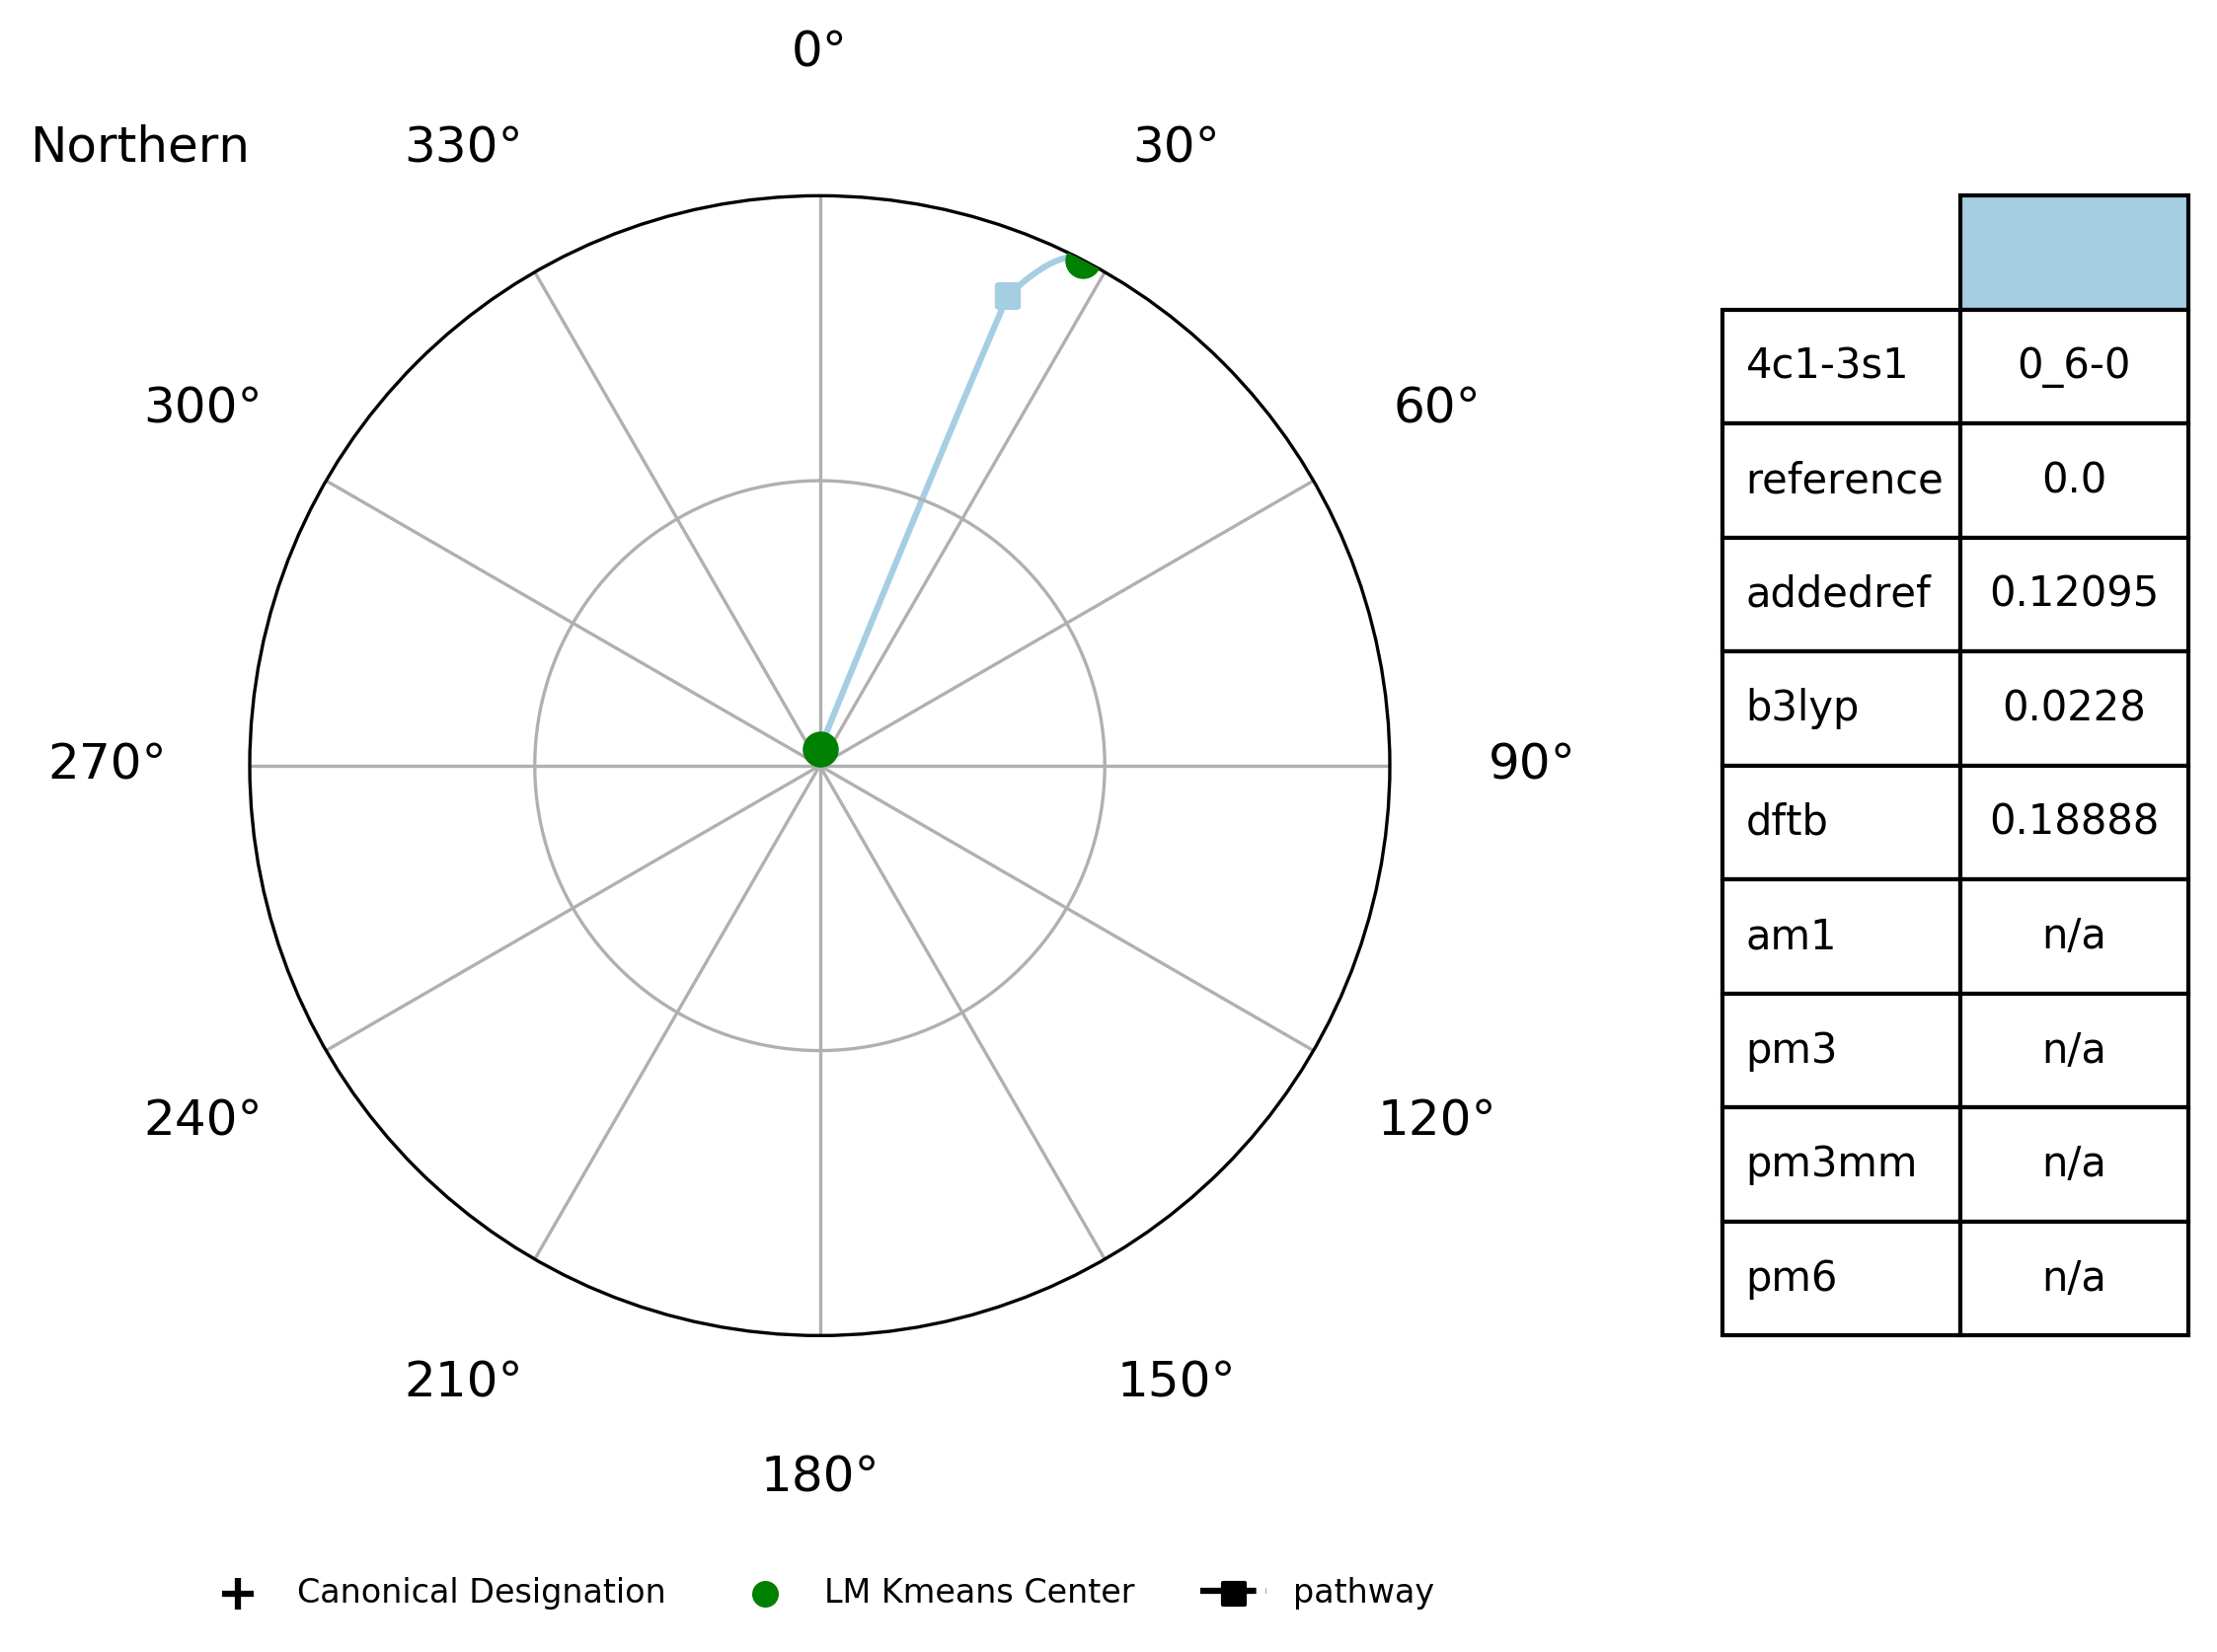 0°
Northern
330°
30°
300°
60°
270°
90°
240°
120°
210°
150°
180°
4c1-3s1 0_6-0
reference 0.0
addedref 0.12095
b3lyp 0.0228
dftb 0.18888
am1 n/a
pm3 n/a
pm3mm n/a
pm6 n/a
Canonical Designation LM Kmeans Center pathway